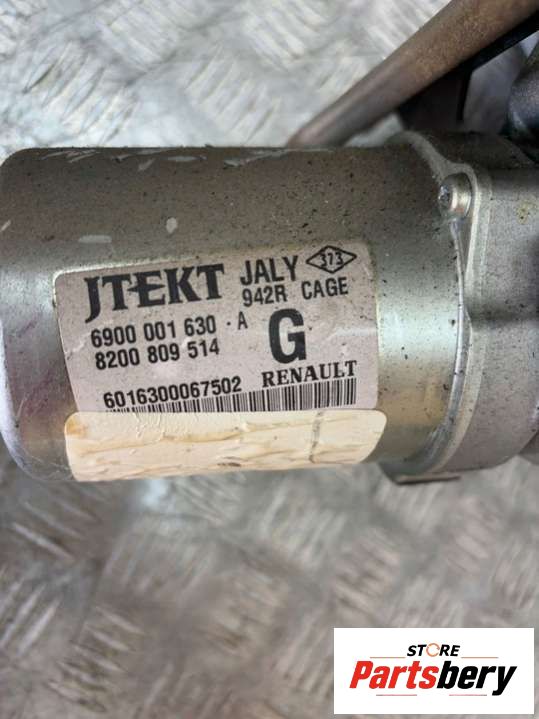 JTEKT JALY 373
942R CAGE
6900 001 630 - A
8200 809 514 G
6016300067502 RENAULT
STORE
Partsbery